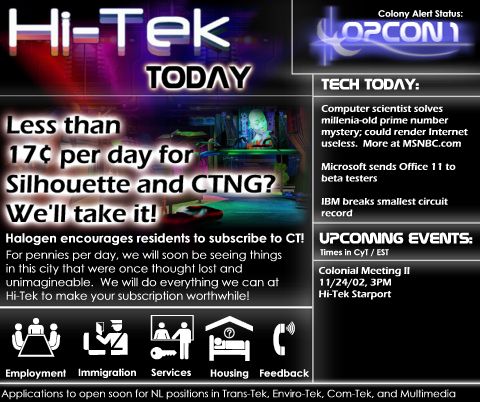 Hi-Tek
TODAY
Colony Alert Status:
OPCON1
Less than
17¢ per day for
Silhouette and CTNG?
We'll take it!
Halogen encourages residents to subscribe to CT!
For pennies per day, we will soon be seeing things
in this city that were once thought lost and
unimagineable. We will do everything we can at
Hi-Tek to make your subscription worthwhile!
TECH TODAY:
Computer scientist solves
millenia-old prime number
mystery; could render Internet
useless. More at MSNBC.com
Microsoft sends Office 11 to
beta testers
IBM breaks smallest circuit
record
UPCOMING EVENTS:
Times in CyT / EST
Colonial Meeting II
11/24/02, 3PM
Hi-Tek Starport
Employment
Immigration
Services
Housing
?
Feedback
Applications to open soon for NL positions in Trans-Tek, Enviro-Tek, Com-Tek, and Multimedia